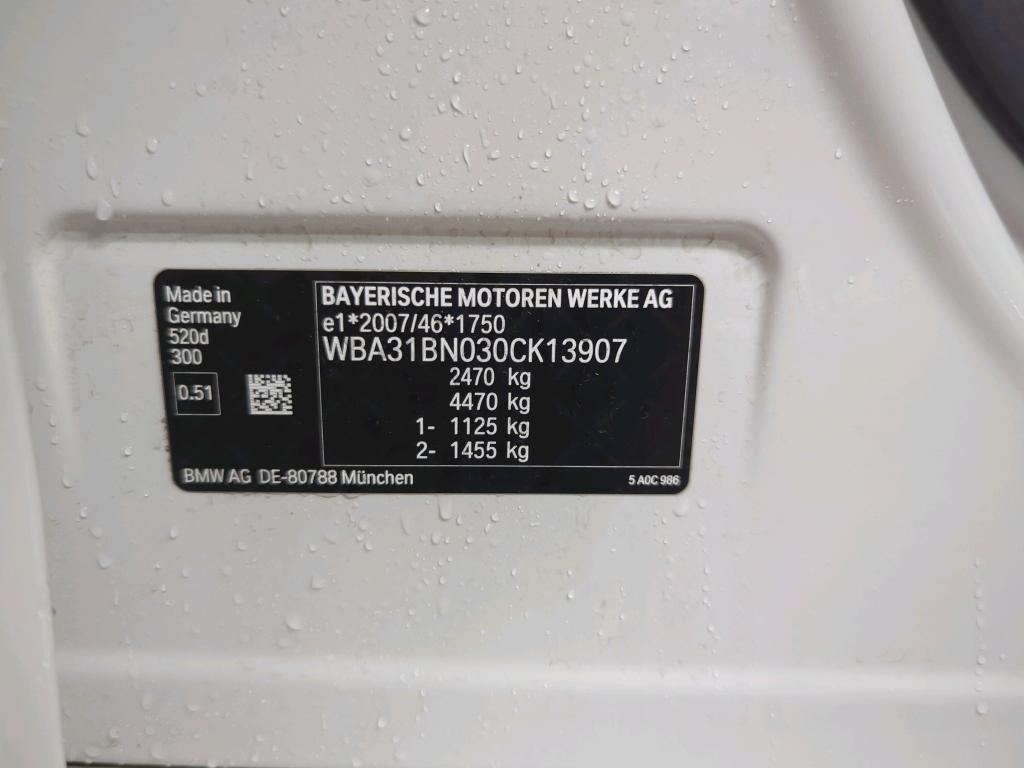 Made in
Germany
520d
300
0.51
BAYERISCHE MOTOREN WERKE AG
e1*2007/46*1750
WBA31BN030CK13907
2470 kg
4470 kg
1- 1125 kg
2- 1455 kg
BMW AG DE-80788 München
5 A0C 986